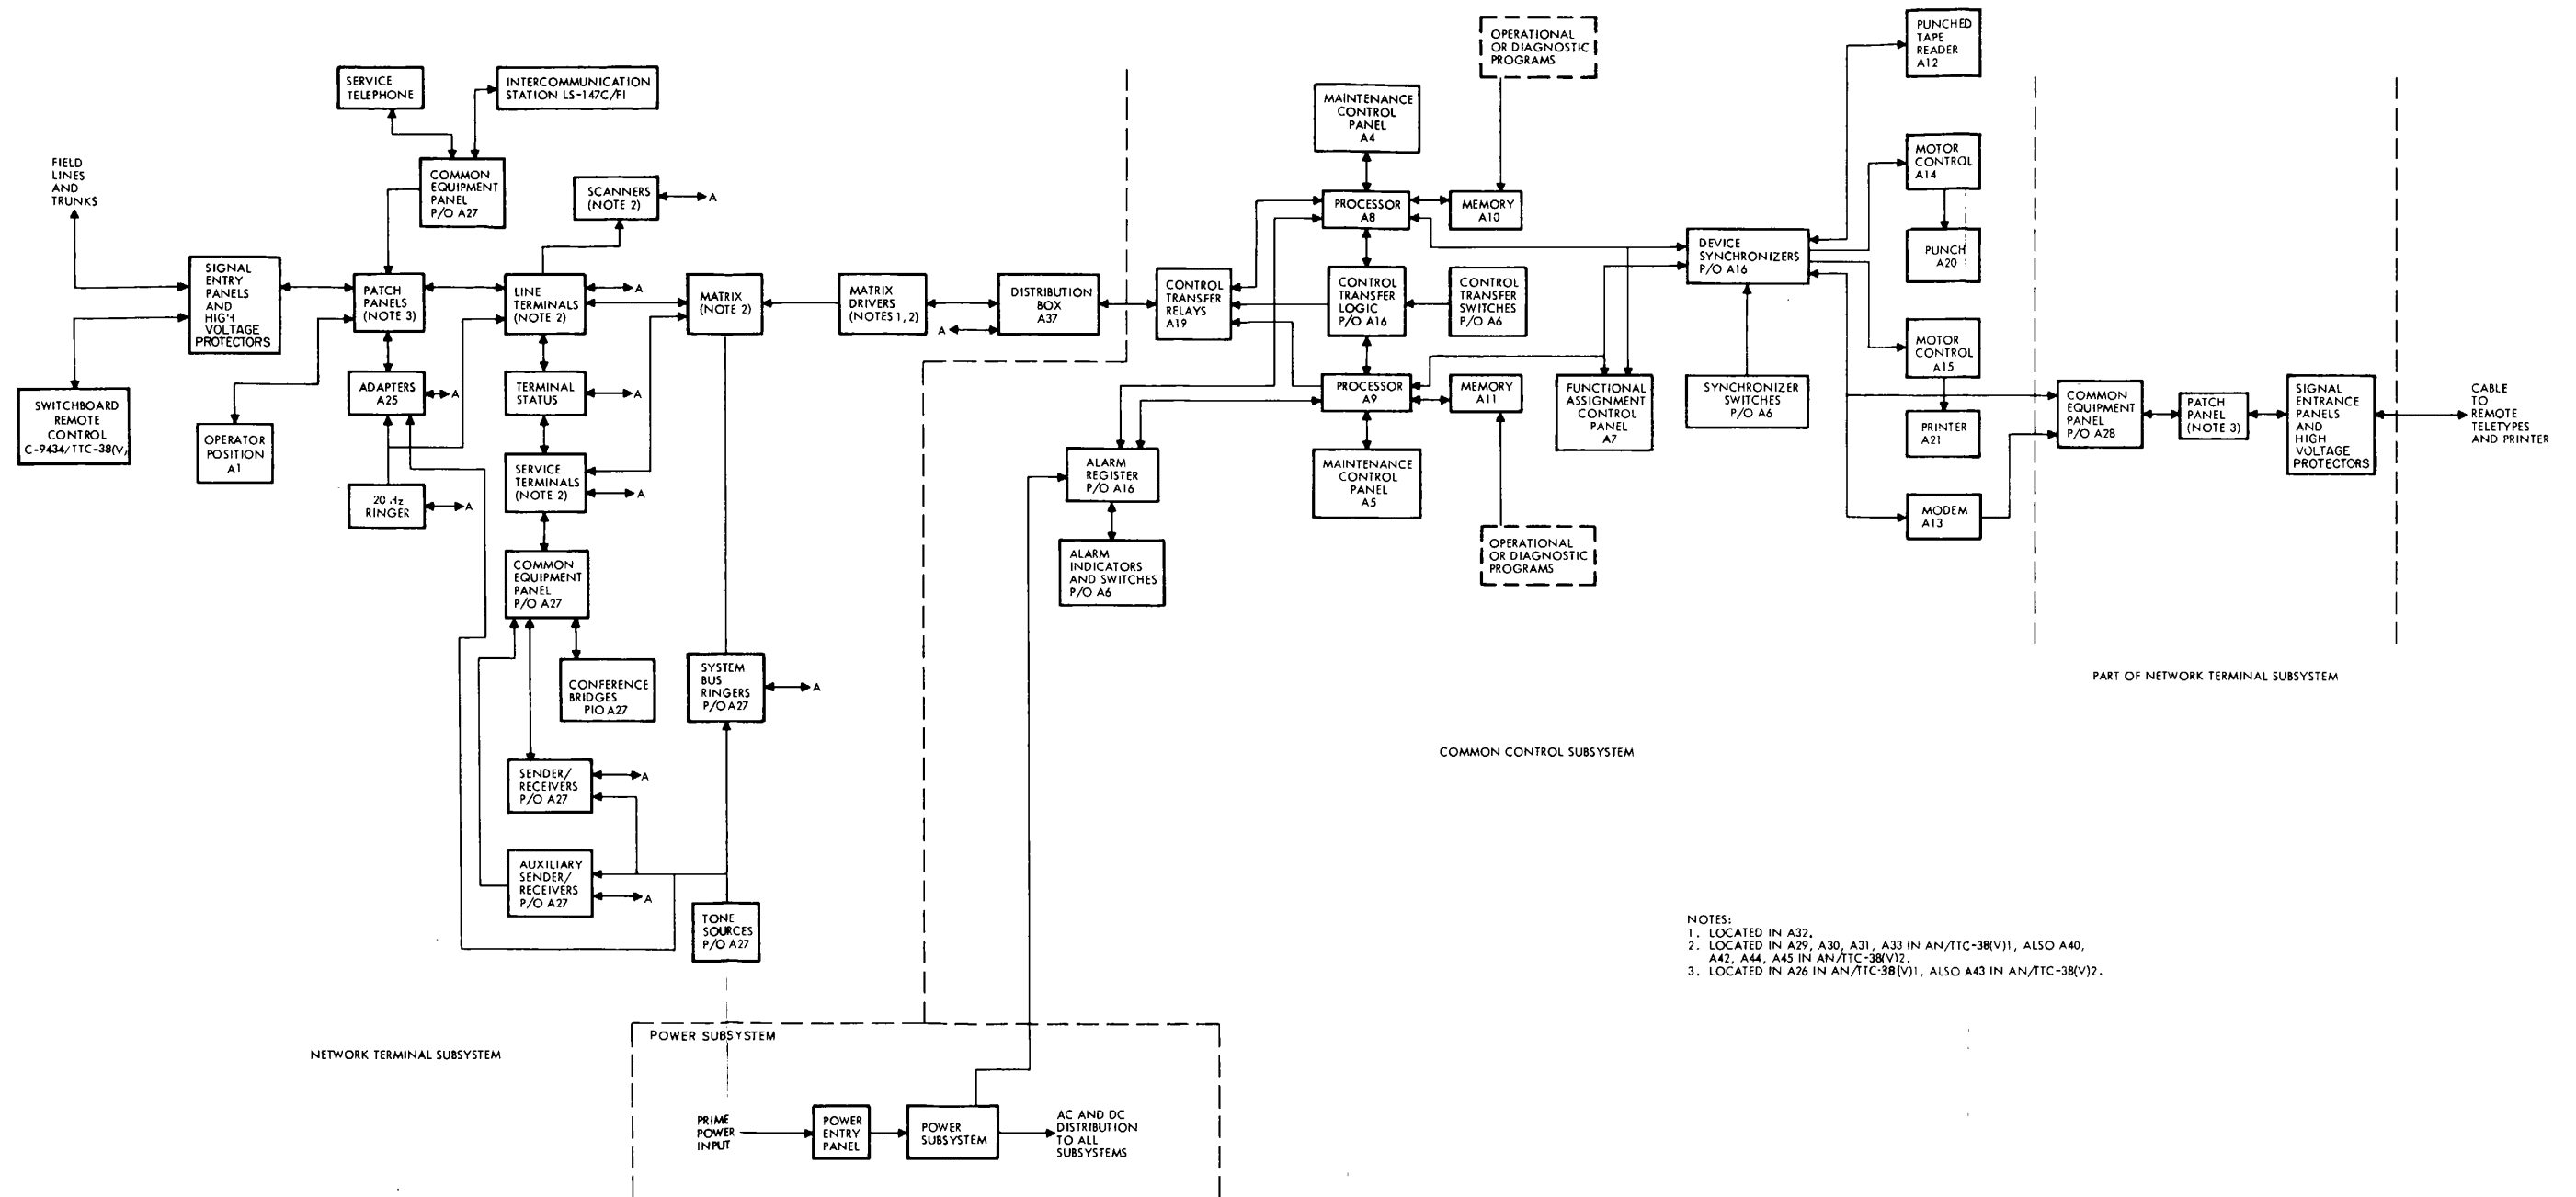 FIELD
LINES
AND
TRUNKS
SERVICE
TELEPHONE
INTERCOMMUNICATION
STATION LS-147C/FI
COMMON
EQUIPMENT
PANEL
P/O A27
SCANNERS
(NOTE 2)
A
SIGNAL
ENTRY
PANELS
AND
HIGH
VOLTAGE
PROTECTORS
PATCH
PANELS
(NOTE 3)
LINE
TERMINALS
(NOTE 2)
A
MATRIX
(NOTE 2)
MATRIX
DRIVERS
(NOTES 1, 2)
DISTRIBUTION
BOX
A37
A
SWITCHBOARD
REMOTE
CONTROL
C-9434/TTC-38(V,
OPERATOR
POSITION
A1
ADAPTERS
A25
A
20 Hz
RINGER
A
TERMINAL
STATUS
A
SERVICE
TERMINALS
(NOTE 2)
A
COMMON
EQUIPMENT
PANEL
P/O A27
CONFERENCE
BRIDGES
PIO A27
SYSTEM
BUS
RINGERS
P/O A27
A
SENDER/
RECEIVERS
P/O A27
A
AUXILIARY
SENDER/
RECEIVERS
P/O A27
A
TONE
SOURCES
P/O A27
NETWORK TERMINAL SUBSYSTEM
POWER SUBSYSTEM
PRIME
POWER
INPUT
POWER
ENTRY
PANEL
POWER
SUBSYSTEM
AC AND DC
DISTRIBUTION
TO ALL
SUBSYSTEMS
OPERATIONAL
OR DIAGNOSTIC
PROGRAMS
MAINTENANCE
CONTROL
PANEL
A4
PROCESSOR
A8
MEMORY
A10
CONTROL
TRANSFER
RELAYS
A19
CONTROL
TRANSFER
LOGIC
P/O A16
CONTROL
TRANSFER
SWITCHES
P/O A6
PROCESSOR
A9
MEMORY
A11
MAINTENANCE
CONTROL
PANEL
A5
ALARM
REGISTER
P/O A16
ALARM
INDICATORS
AND SWITCHES
P/O A6
OPERATIONAL
OR DIAGNOSTIC
PROGRAMS
FUNCTIONAL
ASSIGNMENT
CONTROL
PANEL
A7
DEVICE
SYNCHRONIZERS
P/O A16
SYNCHRONIZER
SWITCHES
P/O A6
PUNCHED
TAPE
READER
A12
MOTOR
CONTROL
A14
PUNCH
A20
MOTOR
CONTROL
A15
PRINTER
A21
MODEM
A13
COMMON CONTROL SUBSYSTEM
COMMON
EQUIPMENT
PANEL
P/O A28
PATCH
PANEL
(NOTE 3)
SIGNAL
ENTRANCE
PANELS
AND
HIGH
VOLTAGE
PROTECTORS
CABLE
TO
REMOTE
TELETYPES
AND PRINTER
PART OF NETWORK TERMINAL SUBSYSTEM
NOTES:
1. LOCATED IN A32.
2. LOCATED IN A29, A30, A31, A33 IN AN/TTC-38(V)1, ALSO A40,
A42, A44, A45 IN AN/TTC-38(V)2.
3. LOCATED IN A26 IN AN/TTC-38(V)1, ALSO A43 IN AN/TTC-38(V)2.